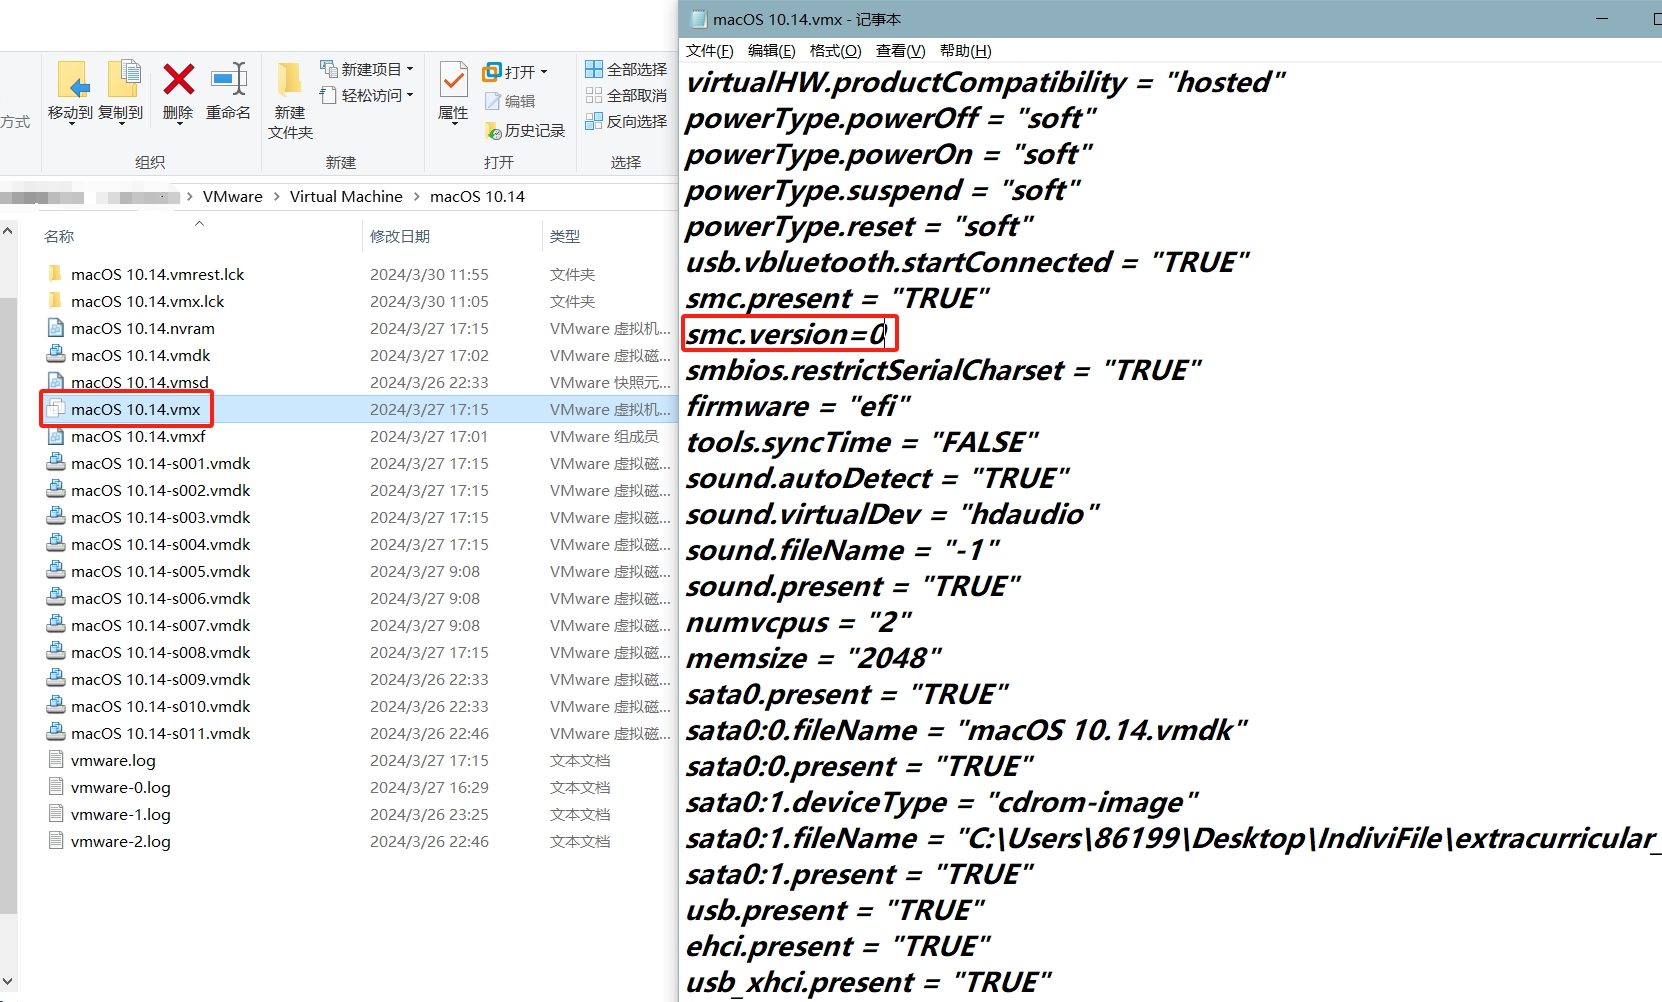 移动到 复制到 删除 重命名
方式
组织
新建
文件夹
新建项目
轻松访问
新建
属性
打开
编辑
历史记录
打开
全部选择
全部取消
反向选择
选择
VMware > Virtual Machine > macOS 10.14
名称 修改日期 类型
macOS 10.14.vmrest.lck 2024/3/30 11:55 文件夹
macOS 10.14.vmx.lck 2024/3/30 11:05 文件夹
macOS 10.14.nvram 2024/3/27 17:15 VMware 虚拟机...
macOS 10.14.vmdk 2024/3/27 17:02 VMware 虚拟磁...
macOS 10.14.vmsd 2024/3/26 22:33 VMware 快照元...
macOS 10.14.vmx 2024/3/27 17:15 VMware 虚拟机...
macOS 10.14.vmxf 2024/3/27 17:01 VMware 组成员
macOS 10.14-s001.vmdk 2024/3/27 17:15 VMware 虚拟磁...
macOS 10.14-s002.vmdk 2024/3/27 17:15 VMware 虚拟磁...
macOS 10.14-s003.vmdk 2024/3/27 17:15 VMware 虚拟磁...
macOS 10.14-s004.vmdk 2024/3/27 17:15 VMware 虚拟磁...
macOS 10.14-s005.vmdk 2024/3/27 9:08 VMware 虚拟磁...
macOS 10.14-s006.vmdk 2024/3/27 9:08 VMware 虚拟磁...
macOS 10.14-s007.vmdk 2024/3/27 9:08 VMware 虚拟磁...
macOS 10.14-s008.vmdk 2024/3/27 17:15 VMware 虚拟磁...
macOS 10.14-s009.vmdk 2024/3/26 22:33 VMware 虚拟磁...
macOS 10.14-s010.vmdk 2024/3/26 22:33 VMware 虚拟磁...
macOS 10.14-s011.vmdk 2024/3/26 22:46 VMware 虚拟磁...
vmware.log 2024/3/27 17:15 文本文档
vmware-0.log 2024/3/27 16:29 文本文档
vmware-1.log 2024/3/26 23:25 文本文档
vmware-2.log 2024/3/26 22:46 文本文档
macOS 10.14.vmx - 记事本
文件(F) 编辑(E) 格式(O) 查看(V) 帮助(H)
virtualHW.productCompatibility = "hosted"
powerType.powerOff = "soft"
powerType.powerOn = "soft"
powerType.suspend = "soft"
powerType.reset = "soft"
usb.vbluetooth.startConnected = "TRUE"
smc.present = "TRUE"
smc.version=0
smbios.restrictSerialCharset = "TRUE"
firmware = "efi"
tools.syncTime = "FALSE"
sound.autoDetect = "TRUE"
sound.virtualDev = "hdaudio"
sound.fileName = "-1"
sound.present = "TRUE"
numvcpus = "2"
memsize = "2048"
sata0.present = "TRUE"
sata0:0.fileName = "macOS 10.14.vmdk"
sata0:0.present = "TRUE"
sata0:1.deviceType = "cdrom-image"
sata0:1.fileName = "C:\Users\86199\Desktop\IndiviFile\extracurricular_
sata0:1.present = "TRUE"
usb.present = "TRUE"
ehci.present = "TRUE"
usb_xhci.present = "TRUE"